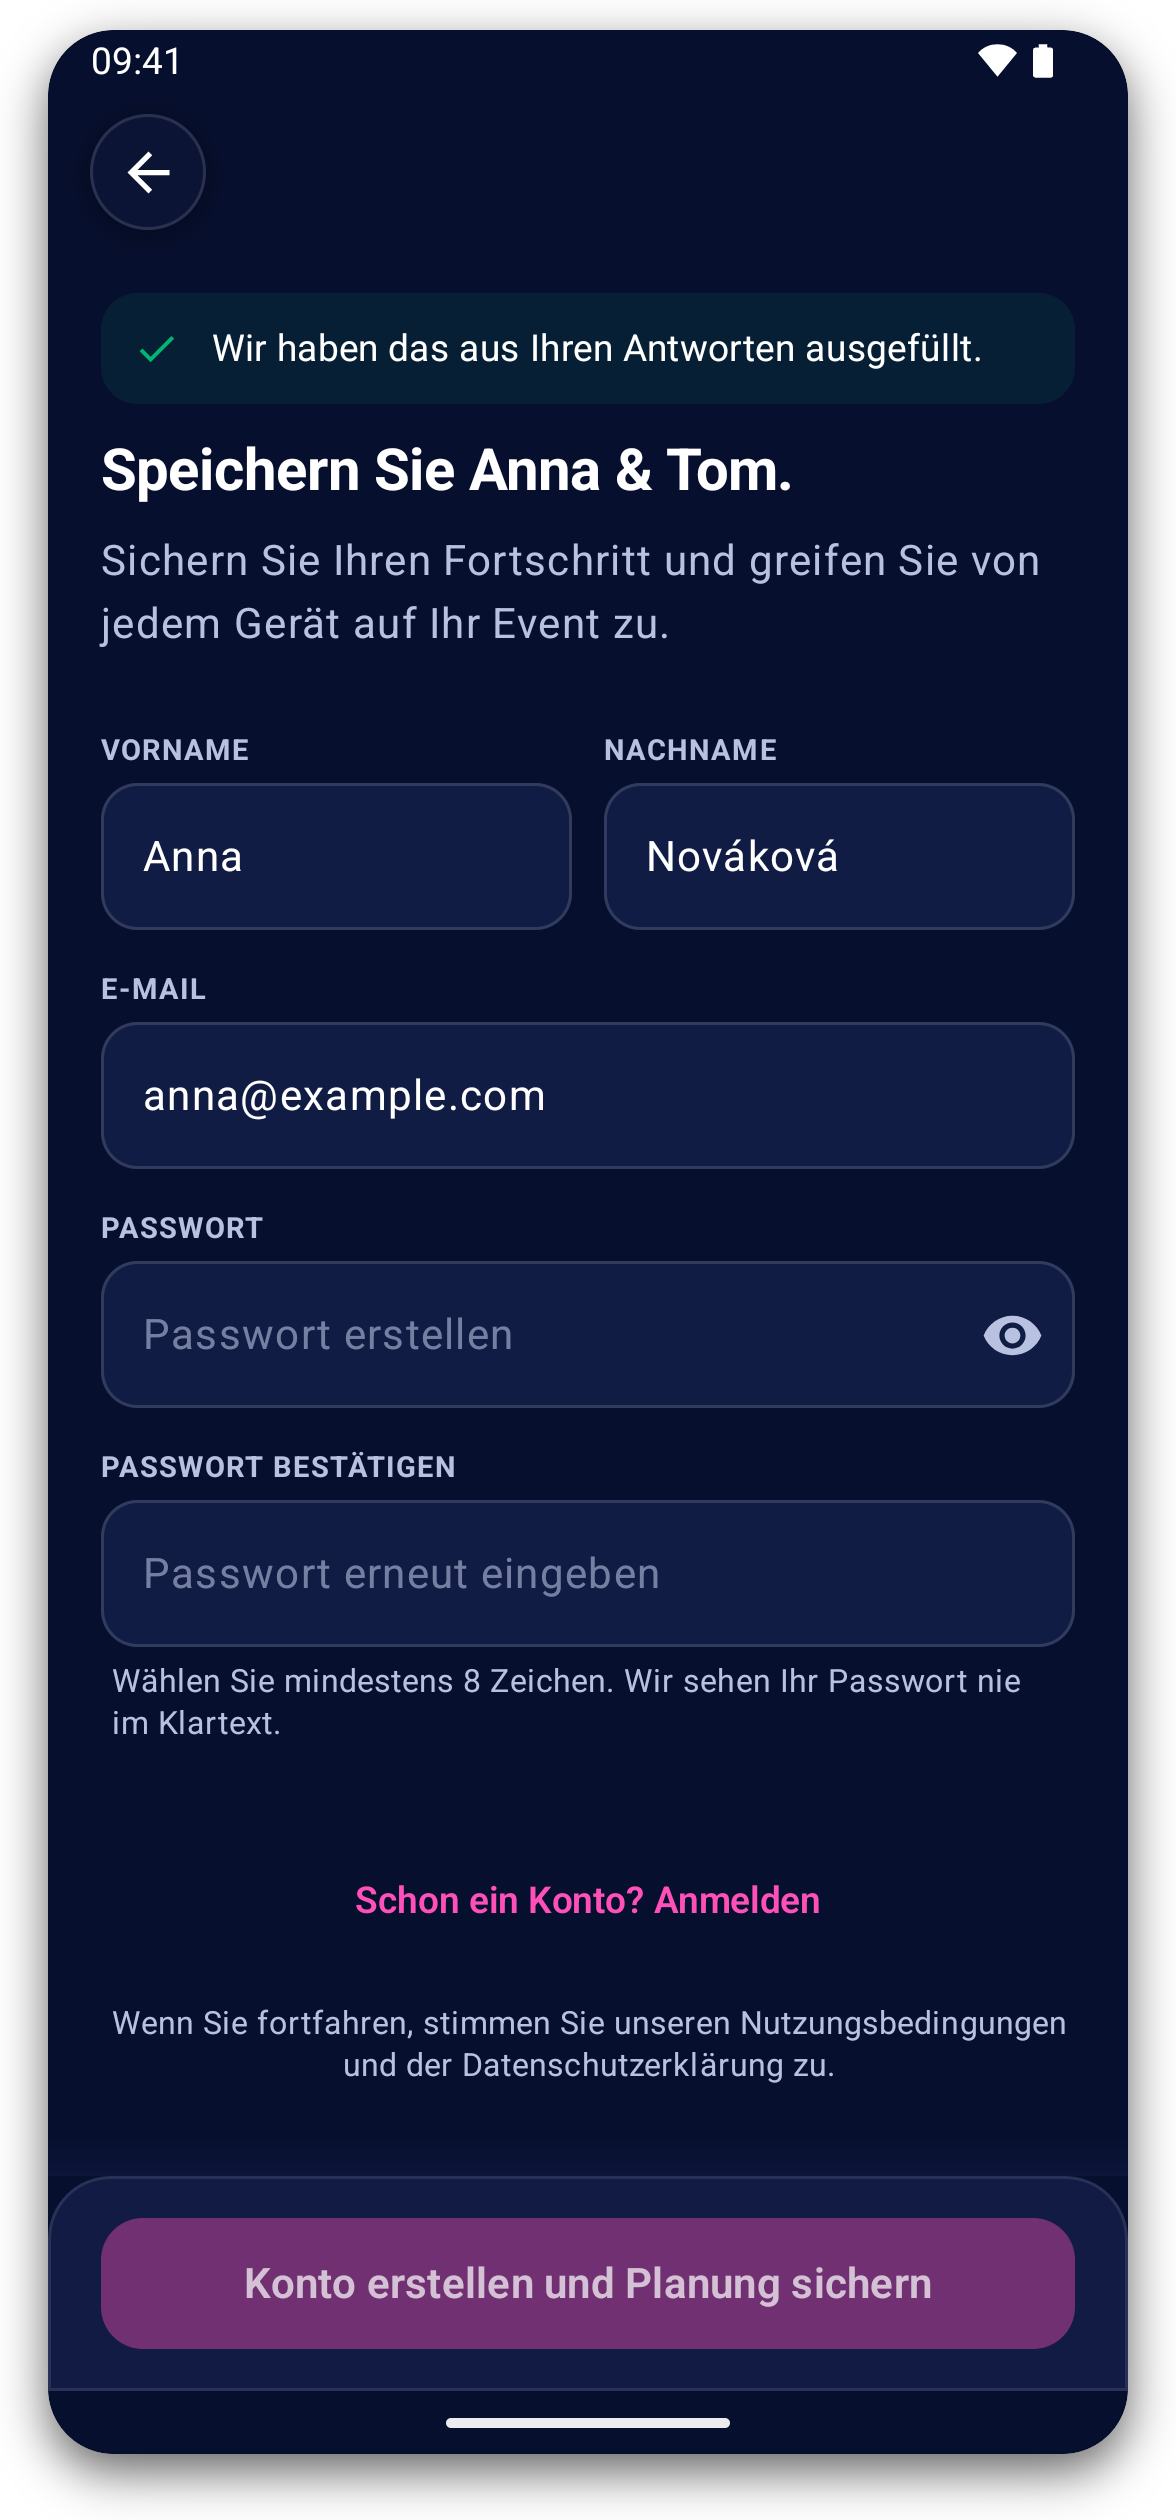 09:41
Wir haben das aus Ihren Antworten ausgefüllt.
Speichern Sie Anna & Tom.
Sichern Sie Ihren Fortschritt und greifen Sie von
jedem Gerät auf Ihr Event zu.
VORNAME
NACHNAME
Anna
Nováková
E-MAIL
anna@example.com
PASSWORT
Passwort erstellen
PASSWORT BESTÄTIGEN
Passwort erneut eingeben
Wählen Sie mindestens 8 Zeichen. Wir sehen Ihr Passwort nie
im Klartext.
Schon ein Konto? Anmelden
Wenn Sie fortfahren, stimmen Sie unseren Nutzungsbedingungen
und der Datenschutzerklärung zu.
Konto erstellen und Planung sichern